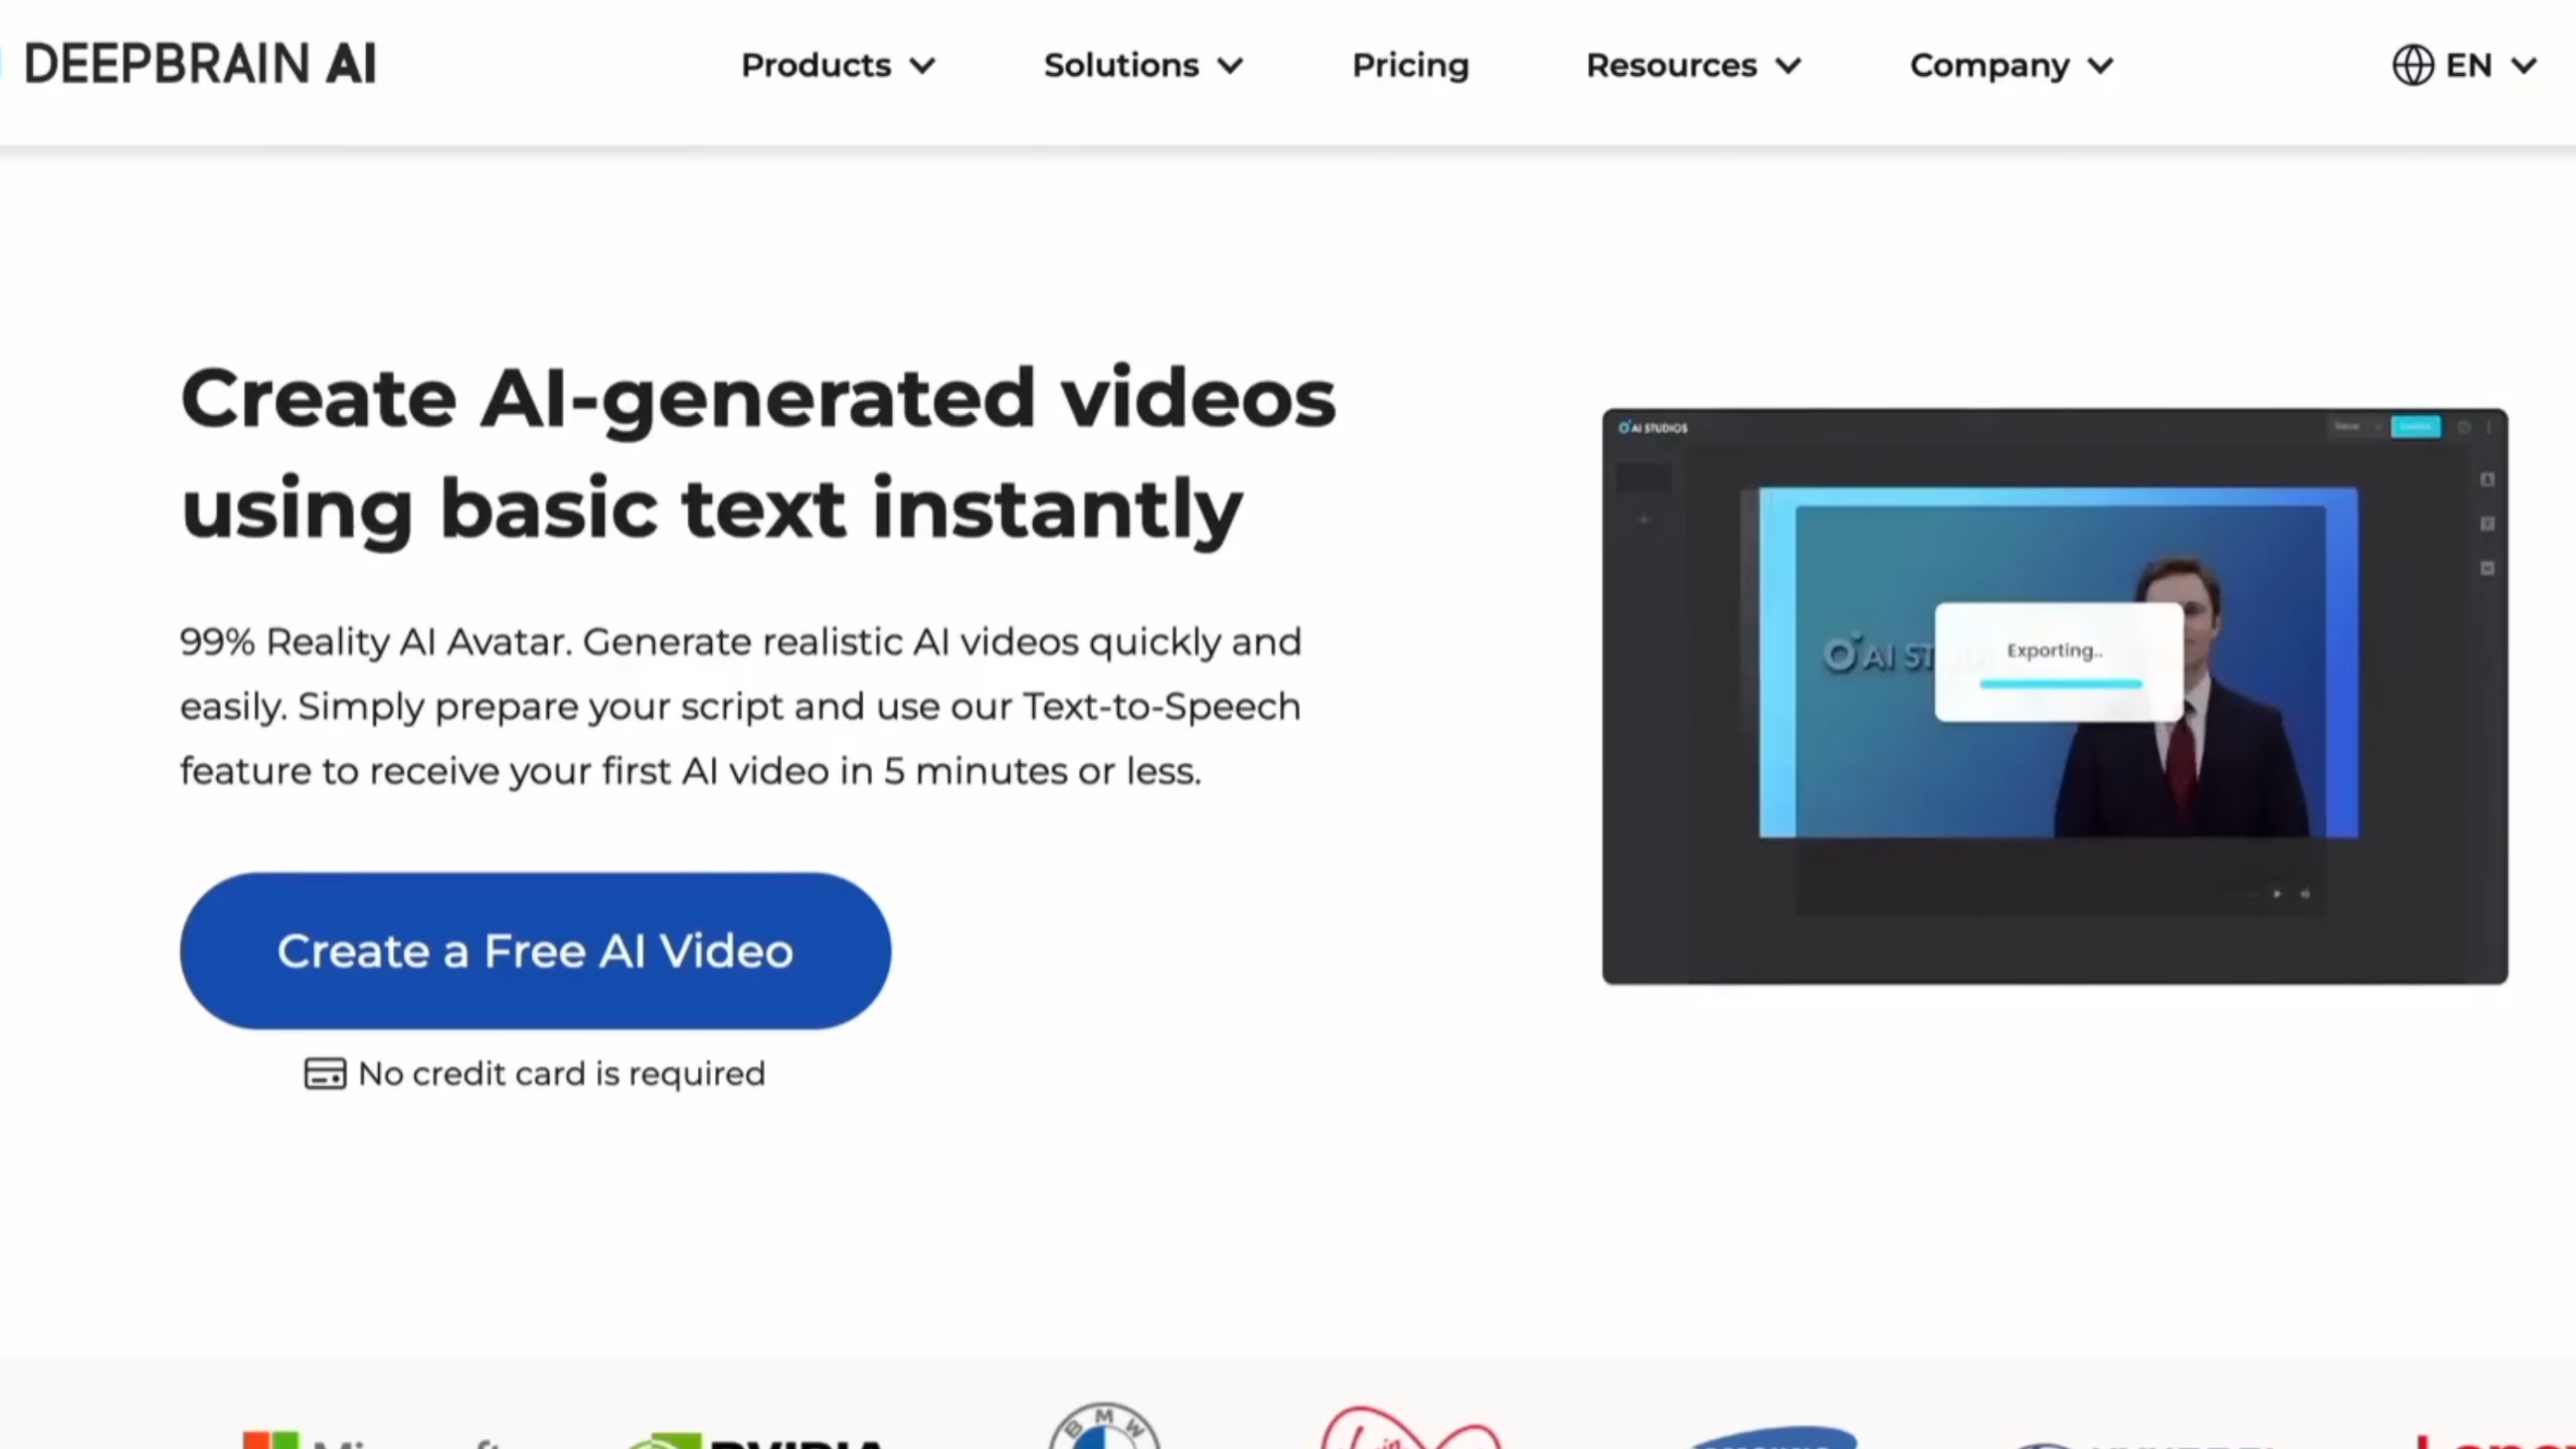 DEEPBRAIN AI
Products
Solutions
Pricing
Resources
Company
EN
Create AI-generated videos
using basic text instantly
99% Reality AI Avatar. Generate realistic AI videos quickly and
easily. Simply prepare your script and use our Text-to-Speech
feature to receive your first AI video in 5 minutes or less.
Create a Free AI Video
No credit card is required
AI STUDIOS
AI ST
Exporting..
BMW